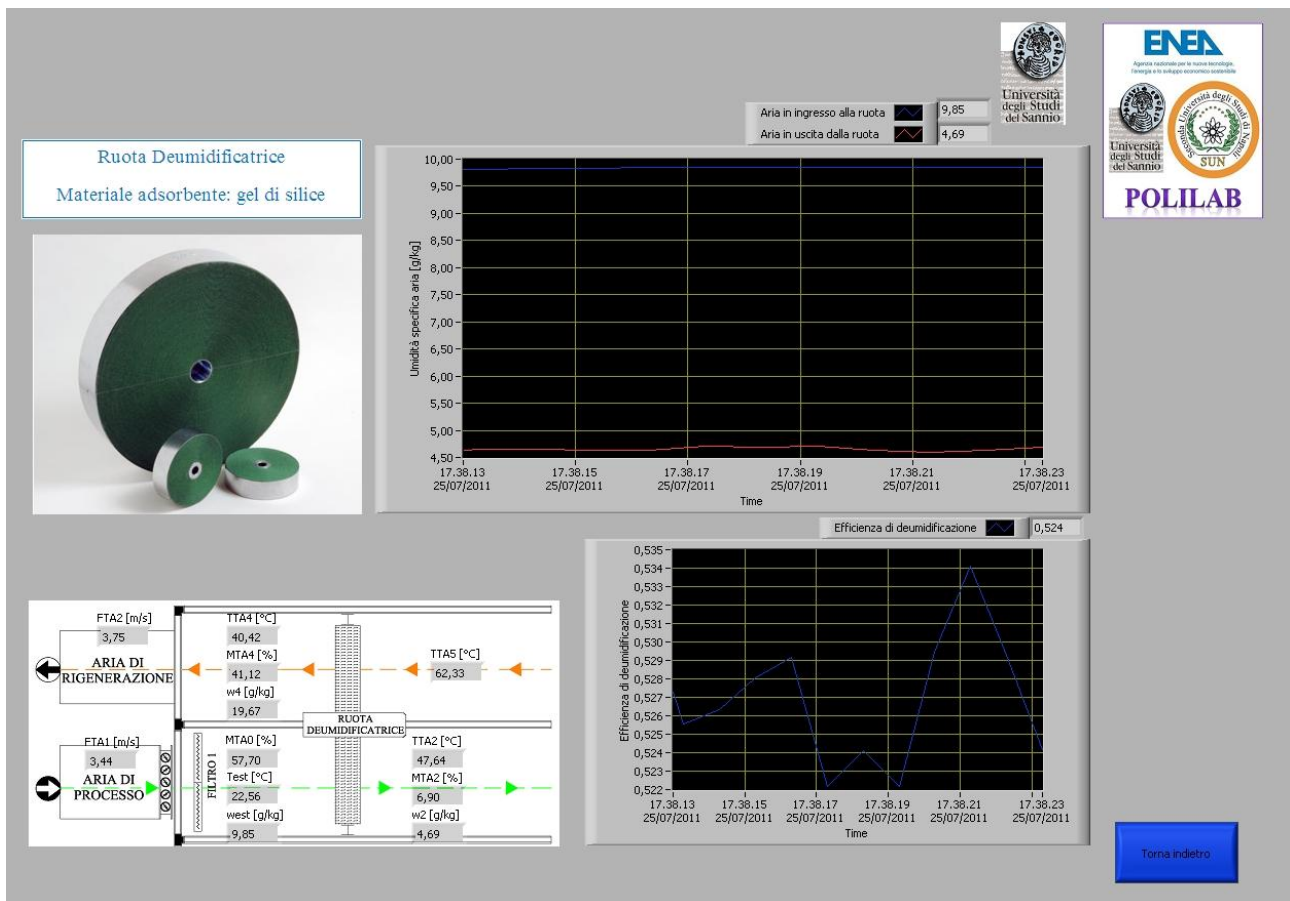 Università
degli Studi
del Sannio
ENEA
Agenzia nazionale per le nuove tecnologie,
l'energia e lo sviluppo economico sostenibile
Università
degli Studi
del Sannio
Seconda Università degli Studi di Napoli
SUN
POLILAB
Aria in ingresso alla ruota 9,85
Aria in uscita dalla ruota 4,69
Ruota Deumidificatrice
Materiale adsorbente: gel di silice
Umidità specifica aria [g/kg]
10,00
9,50
9,00
8,50
8,00
7,50
7,00
6,50
6,00
5,50
5,00
4,50
17.38.13 17.38.15 17.38.17 17.38.19 17.38.21 17.38.23
25/07/2011 25/07/2011 25/07/2011 25/07/2011 25/07/2011 25/07/2011
Time
Efficienza di deumidificazione 0,524
Efficienza di deumidificazione
0,535
0,534
0,533
0,532
0,531
0,530
0,529
0,528
0,527
0,526
0,525
0,524
0,523
0,522
17.38.13 17.38.15 17.38.17 17.38.19 17.38.21 17.38.23
25/07/2011 25/07/2011 25/07/2011 25/07/2011 25/07/2011 25/07/2011
Time
FTA2 [m/s]
3,75
ARIA DI
RIGENERAZIONE
TTA4 [°C]
40,42
MTA4 [%]
41,12
w4 [g/kg]
19,67
TTA5 [°C]
62,33
RUOTA
DEUMIDIFICATRICE
FTA1 [m/s]
3,44
ARIA DI
PROCESSO
FILTRO 1
MTA0 [%]
57,70
Test [°C]
22,56
west [g/kg]
9,85
TTA2 [°C]
47,64
MTA2 [%]
6,90
w2 [g/kg]
4,69
Torna indietro